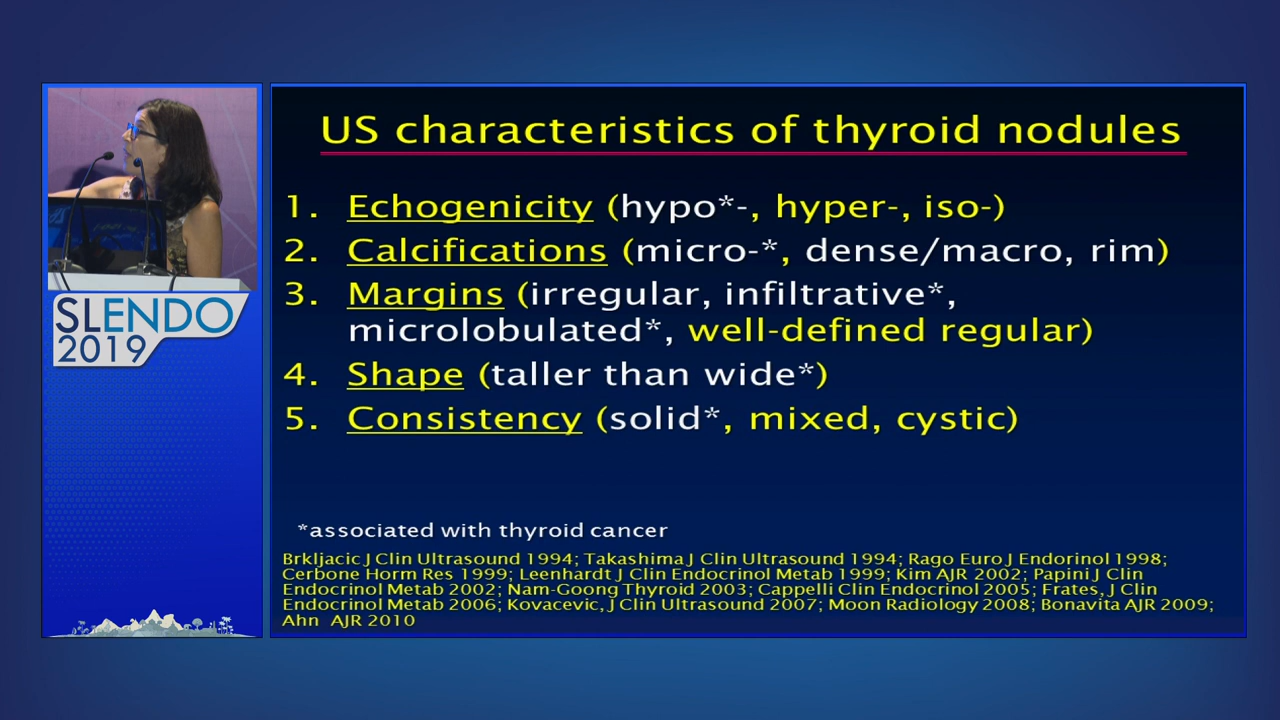 US characteristics of thyroid nodules
1. Echogenicity (hypo*-, hyper-, iso-)
2. Calcifications (micro-*, dense/macro, rim)
3. Margins (irregular, infiltrative*,
microlobulated*, well-defined regular)
4. Shape (taller than wide*)
5. Consistency (solid*, mixed, cystic)
*associated with thyroid cancer
Brkljacic J Clin Ultrasound 1994; Takashima J Clin Ultrasound 1994; Rago Euro J Endorinol 1998;
Cerbone Horm Res 1999; Leenhardt J Clin Endocrinol Metab 1999; Kim AJR 2002; Papini J Clin
Endocrinol Metab 2002; Nam-Goong Thyroid 2003; Cappelli Clin Endocrinol 2005; Frates, J Clin
Endocrinol Metab 2006; Kovacevic, J Clin Ultrasound 2007; Moon Radiology 2008; Bonavita AJR 2009;
Ahn AJR 2010
SLENDO
2019